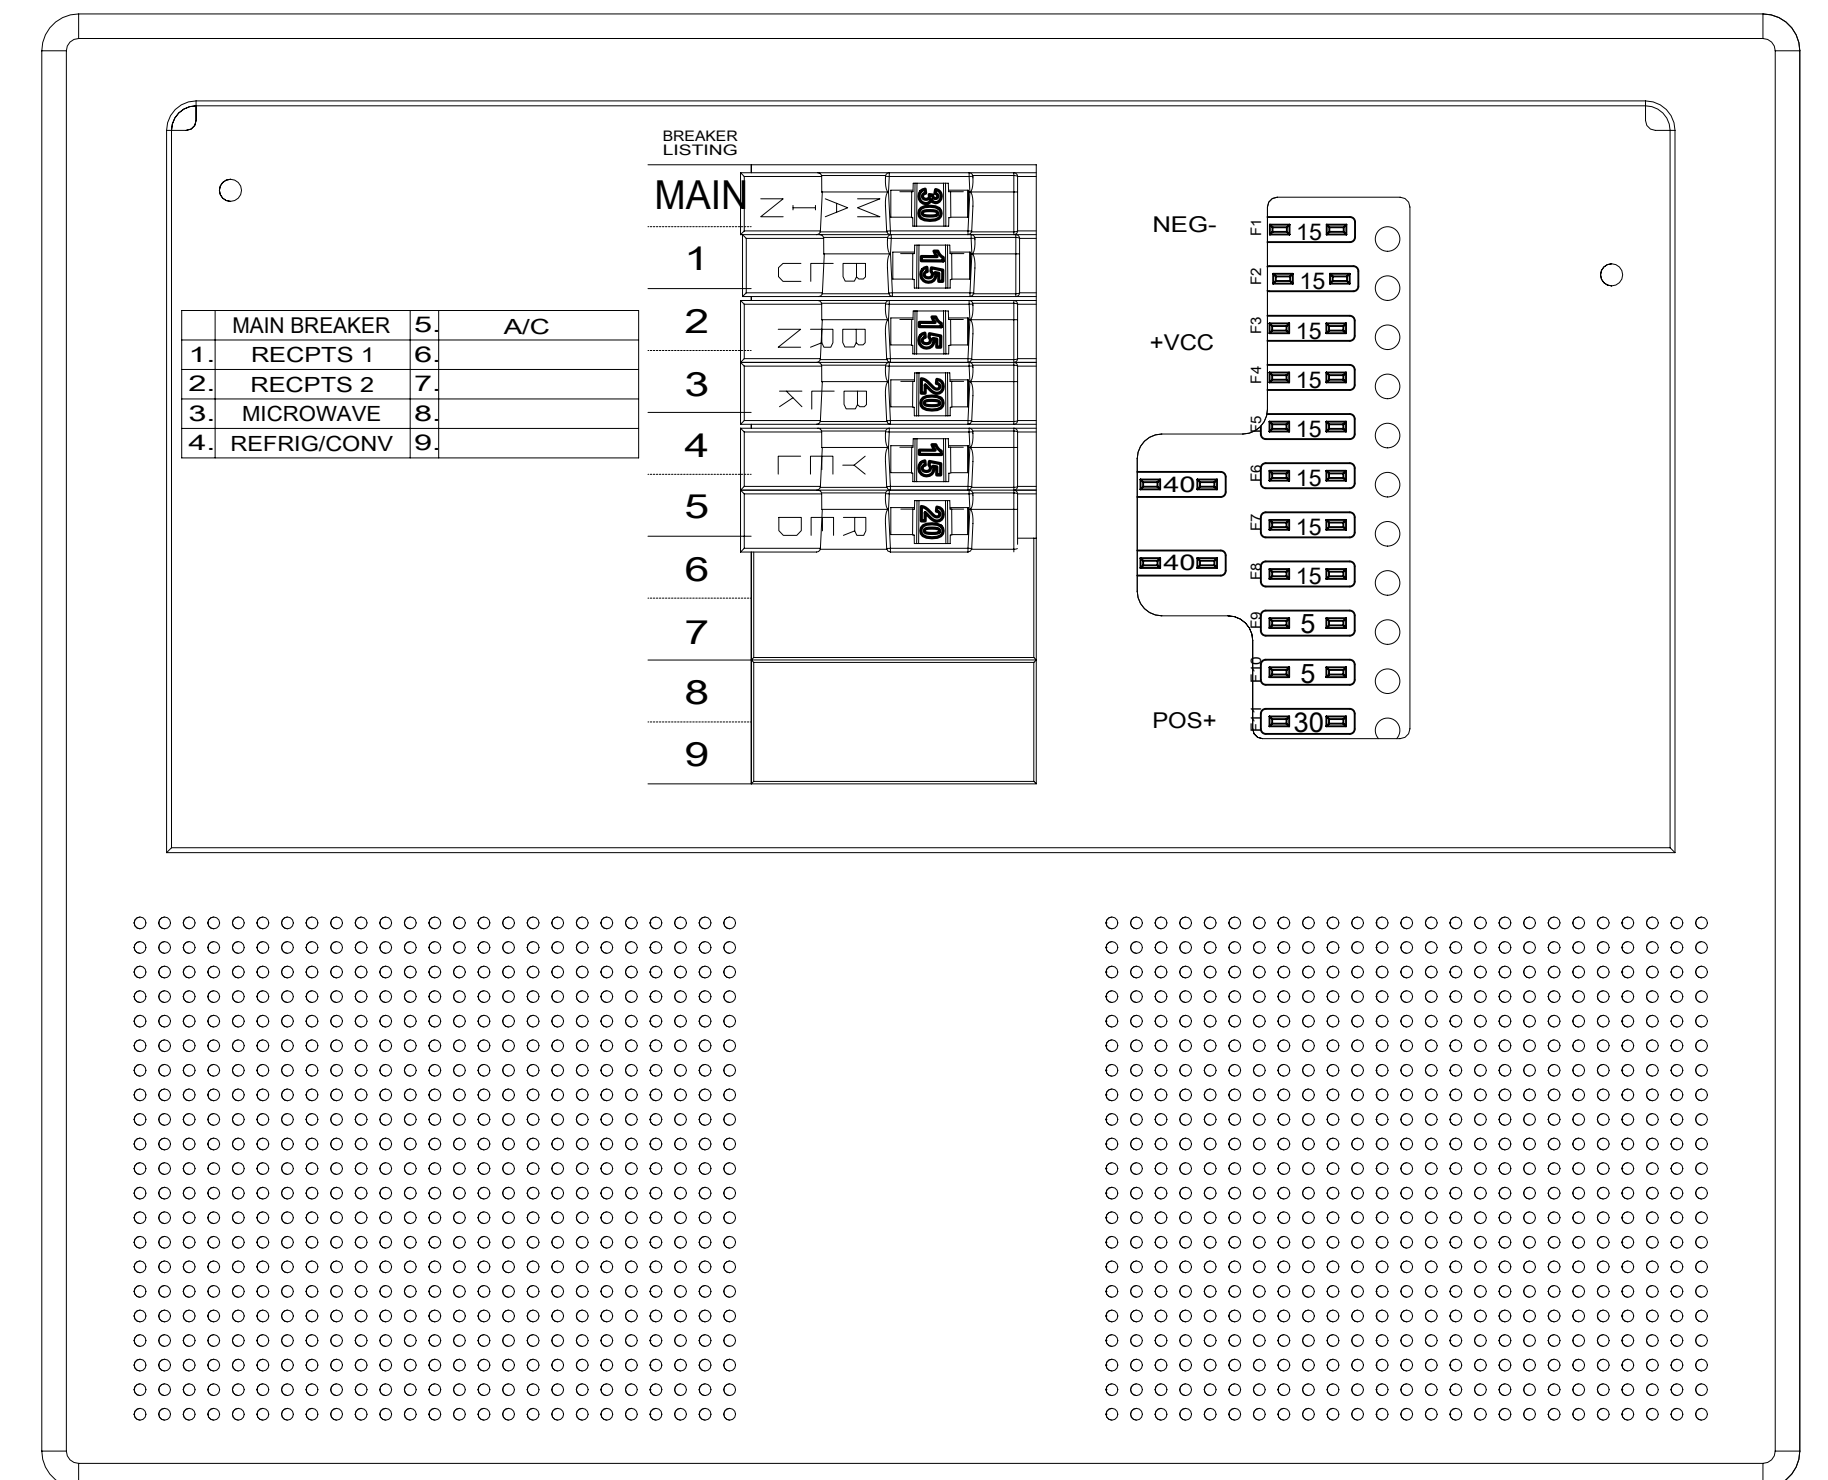 BREAKER
LISTING
MAIN
1
2
3
4
5
6
7
8
9
MAIN 30
BLU 15
BRN 15
BLK 20
YEL 15
RED 20
MAIN BREAKER 5. A/C
1. RECPTS 1 6.
2. RECPTS 2 7.
3. MICROWAVE 8.
4. REFRIG/CONV 9.
NEG-
+VCC
POS+
40
40
F1 15
F2 15
F3 15
F4 15
F5 15
F6 15
F7 15
F8 15
F9 5
F10 5
F11 30